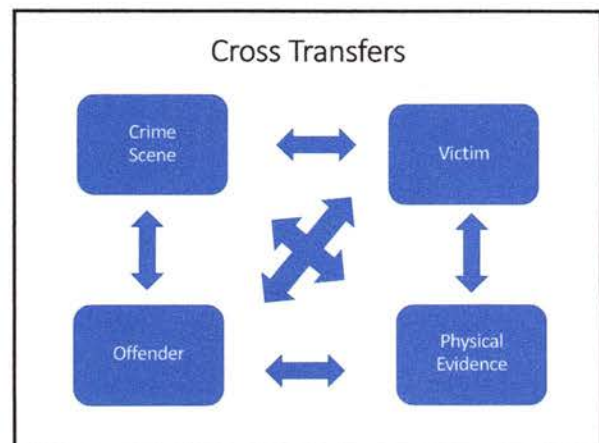 Cross Transfers
Crime
Scene
Victim
Offender
Physical
Evidence